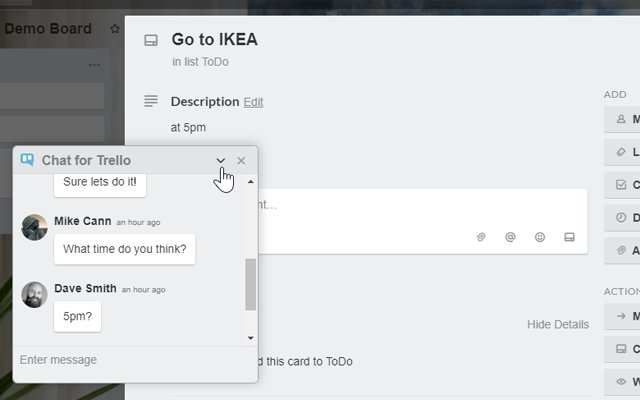 Demo Board
...
Go to IKEA
in list ToDo
Description Edit
at 5pm
ADD
M
L
C
D
A
Chat for Trello
Sure lets do it!
Mike Cann an hour ago
What time do you think?
Dave Smith an hour ago
5pm?
Enter message
nt...
Hide Details
d this card to ToDo
ACTION
M
C
W